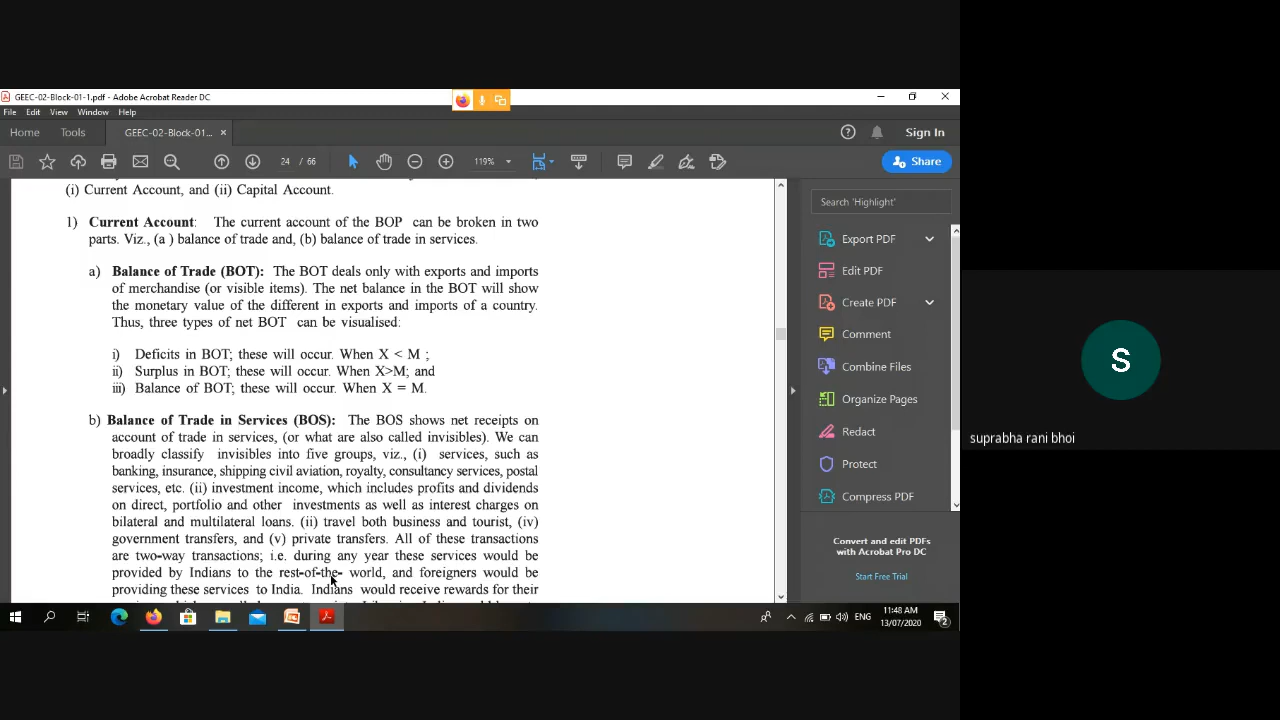 GEEC-02-Block-01-1.pdf - Adobe Acrobat Reader DC
File Edit View Window Help
Home Tools GEEC-02-Block-01... × Sign In
24 / 66 119% Share
(i) Current Account, and (ii) Capital Account.
1) Current Account: The current account of the BOP can be broken in two
parts. Viz., (a ) balance of trade and, (b) balance of trade in services.
a) Balance of Trade (BOT): The BOT deals only with exports and imports
of merchandise (or visible items). The net balance in the BOT will show
the monetary value of the different in exports and imports of a country.
Thus, three types of net BOT can be visualised:
i) Deficits in BOT; these will occur. When X < M ;
ii) Surplus in BOT; these will occur. When X>M; and
iii) Balance of BOT; these will occur. When X = M.
b) Balance of Trade in Services (BOS): The BOS shows net receipts on
account of trade in services, (or what are also called invisibles). We can
broadly classify invisibles into five groups, viz., (i) services, such as
banking, insurance, shipping civil aviation, royalty, consultancy services, postal
services, etc. (ii) investment income, which includes profits and dividends
on direct, portfolio and other investments as well as interest charges on
bilateral and multilateral loans. (ii) travel both business and tourist, (iv)
government transfers, and (v) private transfers. All of these transactions
are two-way transactions; i.e. during any year these services would be
provided by Indians to the rest-of-the- world, and foreigners would be
providing these services to India. Indians would receive rewards for their
Search 'Highlight'
Export PDF
Edit PDF
Create PDF
Comment
Combine Files
Organize Pages
Redact
Protect
Compress PDF
Convert and edit PDFs
with Acrobat Pro DC
Start Free Trial
ENG
11:48 AM
13/07/2020
2
S
suprabha rani bhoi